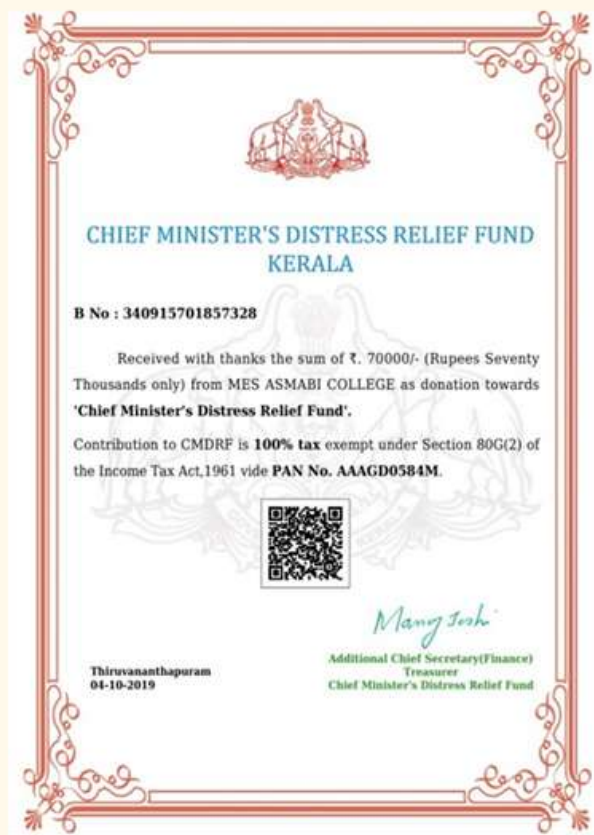 CHIEF MINISTER'S DISTRESS RELIEF FUND
KERALA
B No : 340915701857328
Received with thanks the sum of ₹. 70000/- (Rupees Seventy
Thousands only) from MES ASMABI COLLEGE as donation towards
'Chief Minister's Distress Relief Fund'.
Contribution to CMDRF is 100% tax exempt under Section 80G(2) of
the Income Tax Act,1961 vide PAN No. AAAGD0584M.
Manoj Joshi
Additional Chief Secretary(Finance)
Treasurer
Chief Minister's Distress Relief Fund
Thiruvananthapuram
04-10-2019